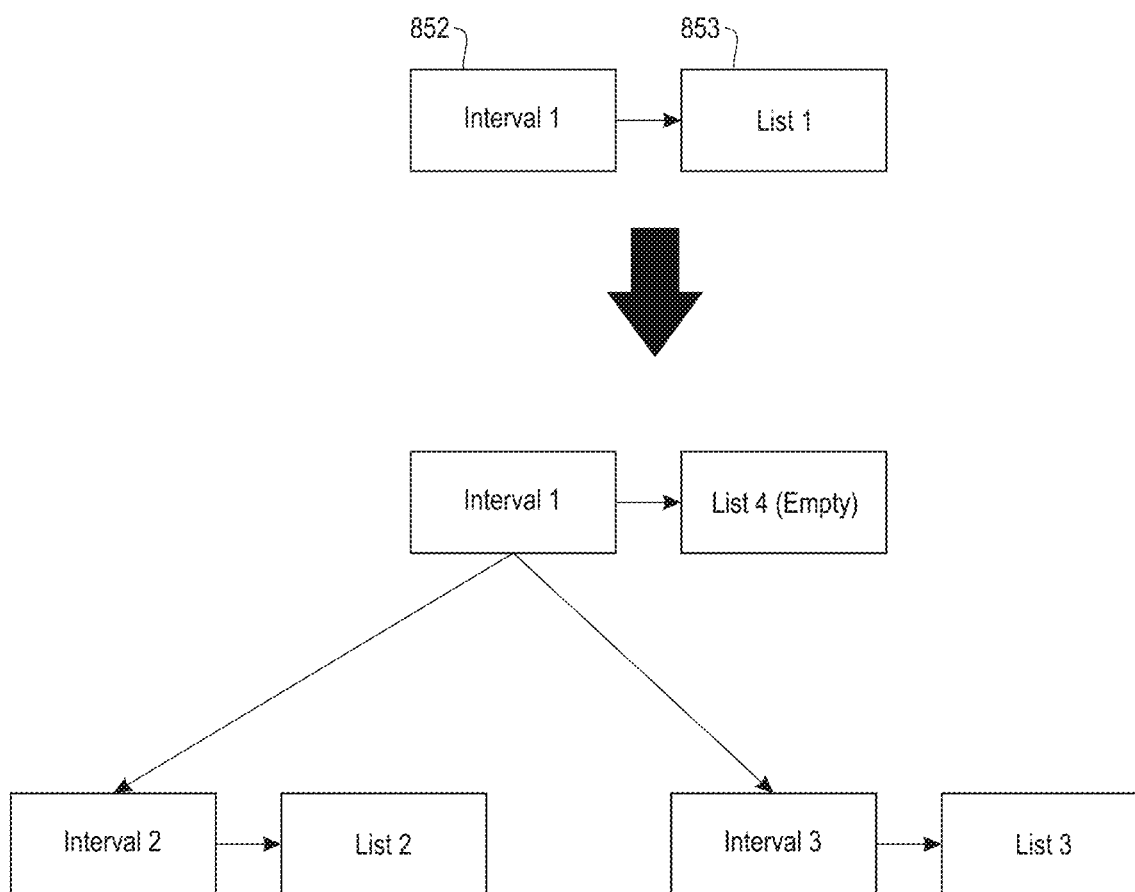 852
853
Interval 1
List 1
Interval 1
List 4 (Empty)
Interval 2
List 2
Interval 3
List 3